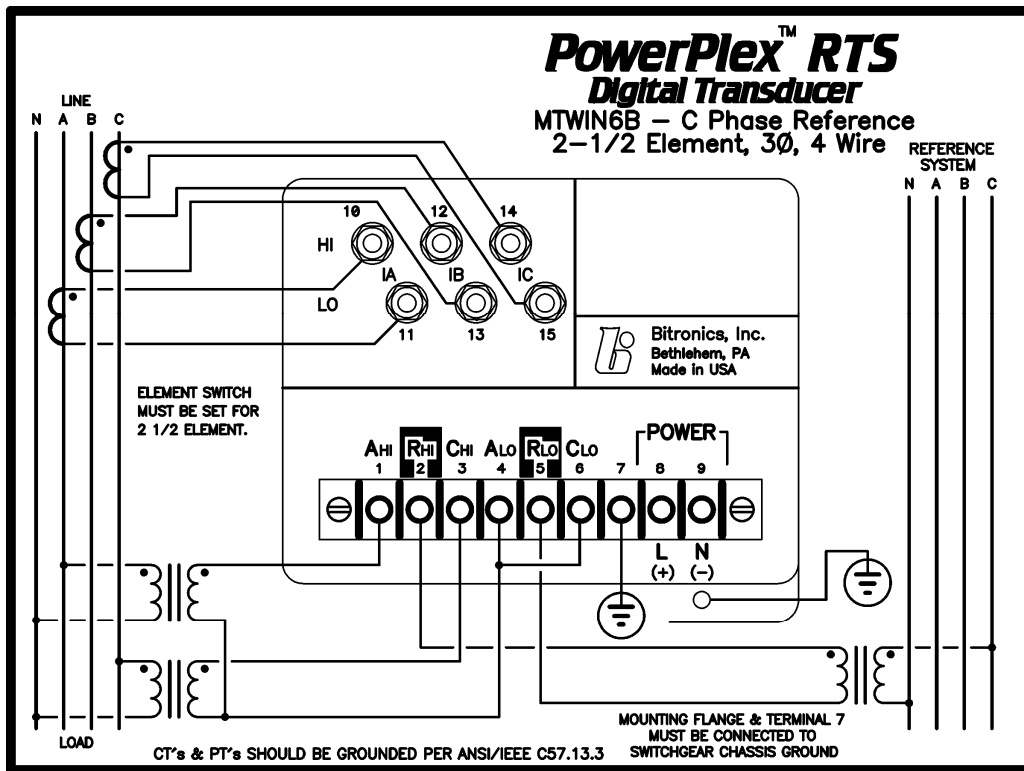 PowerPlex™ RTS
Digital Transducer
MTWIN6B – C Phase Reference
2–1/2 Element, 3Ø, 4 Wire
LINE
N A B C
REFERENCE
SYSTEM
N A B C
10 12 14
HI
IA IB IC
LO
11 13 15
Bitronics, Inc.
Bethlehem, PA
Made in USA
ELEMENT SWITCH
MUST BE SET FOR
2 1/2 ELEMENT.
POWER
AHI RHI CHI ALO RLO CLO
1 2 3 4 5 6 7 8 9
L N
(+) (–)
LOAD
CT's & PT's SHOULD BE GROUNDED PER ANSI/IEEE C57.13.3
MOUNTING FLANGE & TERMINAL 7
MUST BE CONNECTED TO
SWITCHGEAR CHASSIS GROUND